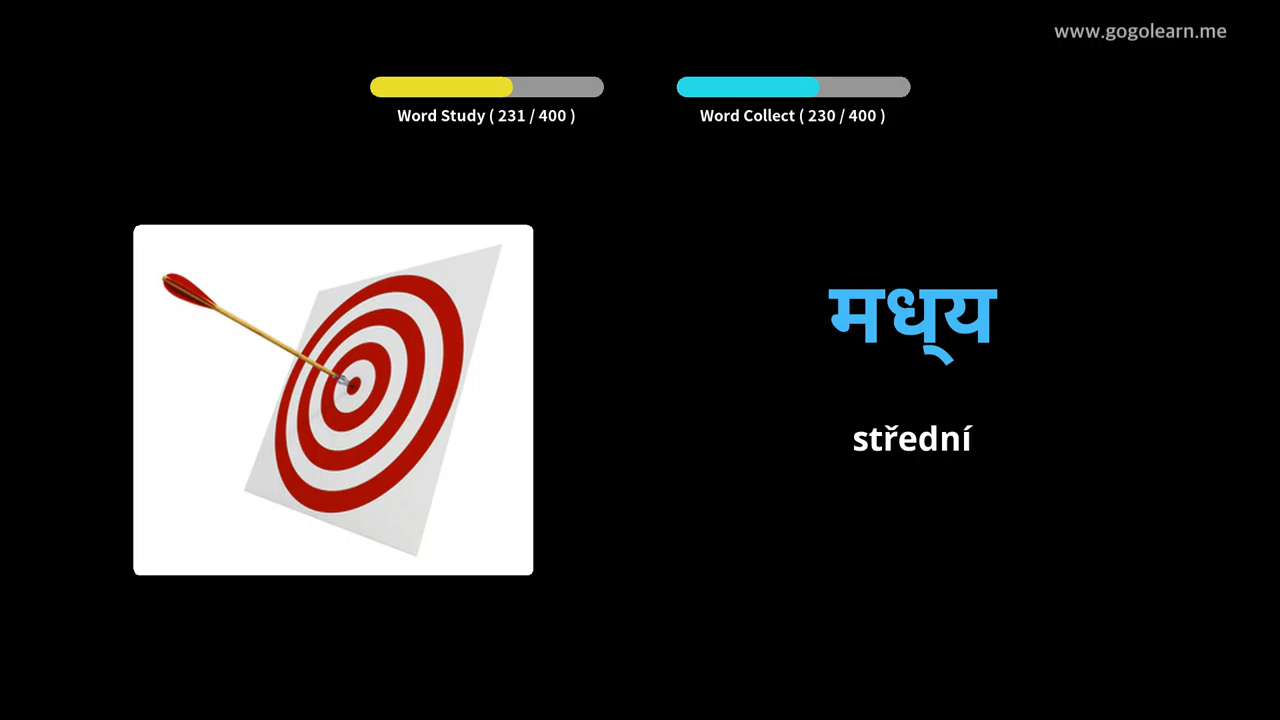 www.gogolearn.me
Word Study ( 231 / 400 )
Word Collect ( 230 / 400 )
मध्‌य
střední